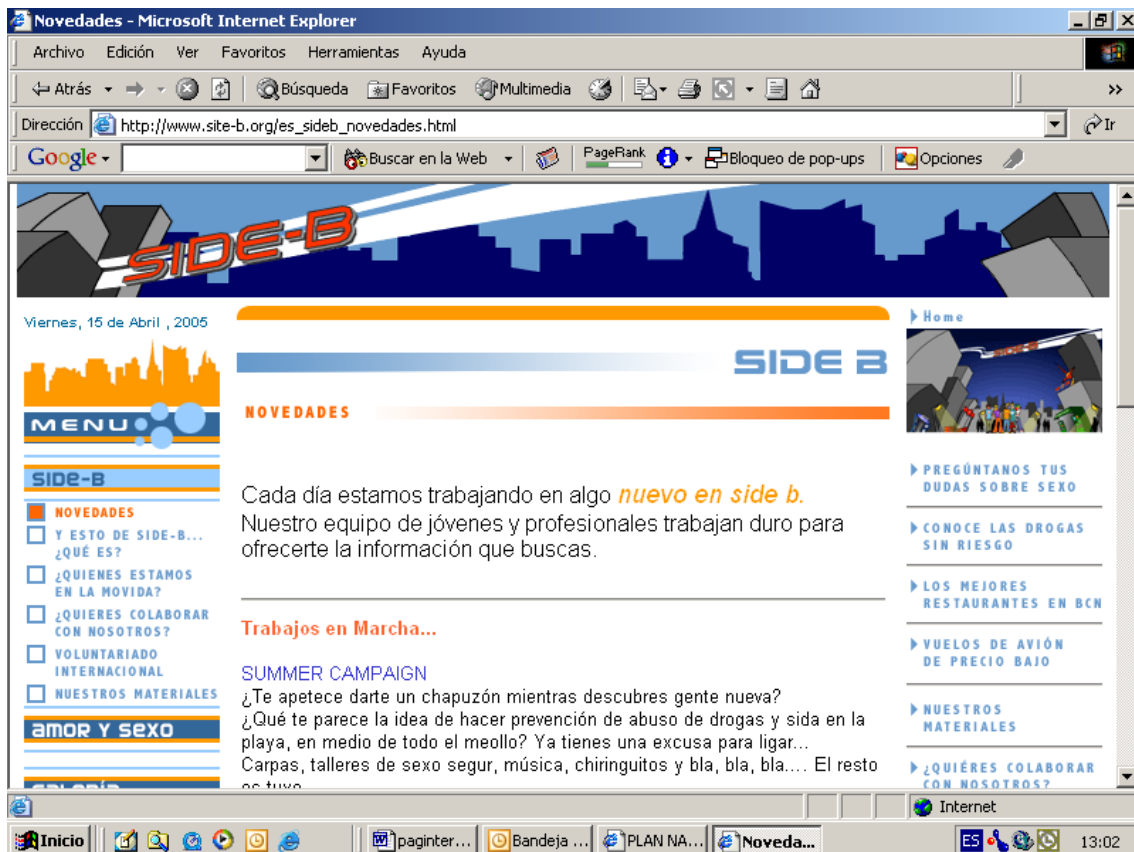 Novedades - Microsoft Internet Explorer
Archivo Edición Ver Favoritos Herramientas Ayuda
Atrás Búsqueda Favoritos Multimedia »
Dirección http://www.site-b.org/es_sideb_novedades.html Ir
Google Buscar en la Web PageRank Bloqueo de pop-ups Opciones
SIDE-B
Viernes, 15 de Abril , 2005
MENU
SIDE-B
NOVEDADES
Y ESTO DE SIDE-B...
¿QUÉ ES?
¿QUIENES ESTAMOS
EN LA MOVIDA?
¿QUIERES COLABORAR
CON NOSOTROS?
VOLUNTARIADO
INTERNACIONAL
NUESTROS MATERIALES
AMOR Y SEXO
SIDE B
NOVEDADES
Cada día estamos trabajando en algo nuevo en side b.
Nuestro equipo de jóvenes y profesionales trabajan duro para
ofrecerte la información que buscas.
Trabajos en Marcha...
SUMMER CAMPAIGN
¿Te apetece darte un chapuzón mientras descubres gente nueva?
¿Qué te parece la idea de hacer prevención de abuso de drogas y sida en la
playa, en medio de todo el meollo? Ya tienes una excusa para ligar...
Carpas, talleres de sexo segur, música, chiringuitos y bla, bla, bla.... El resto
es tuyo
Home
SIDE-B
PREGÚNTANOS TUS
DUDAS SOBRE SEXO
CONOCE LAS DROGAS
SIN RIESGO
LOS MEJORES
RESTAURANTES EN BCN
VUELOS DE AVIÓN
DE PRECIO BAJO
NUESTROS
MATERIALES
¿QUIÉRES COLABORAR
CON NOSOTROS?
Internet
Inicio paginter... Bandeja ... PLAN NA... Noveda... ES 13:02